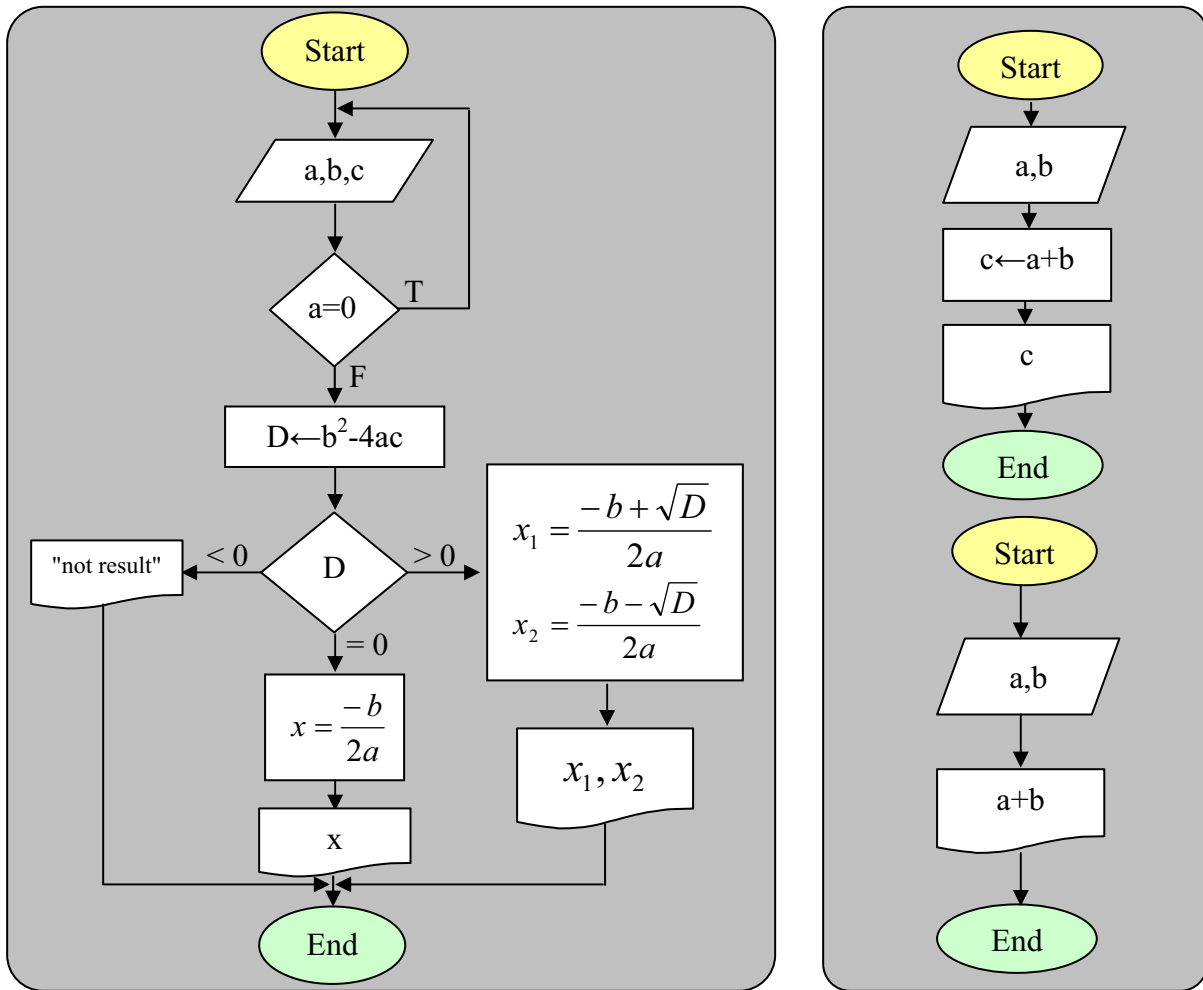 Start
a,b,c
a=0
T
F
D←b²-4ac
D
< 0
> 0
= 0
"not result"
x₁ = (-b + √D) / 2a
x₂ = (-b - √D) / 2a
x = -b / 2a
x₁, x₂
x
End
Start
a,b
c←a+b
c
End
Start
a,b
a+b
End